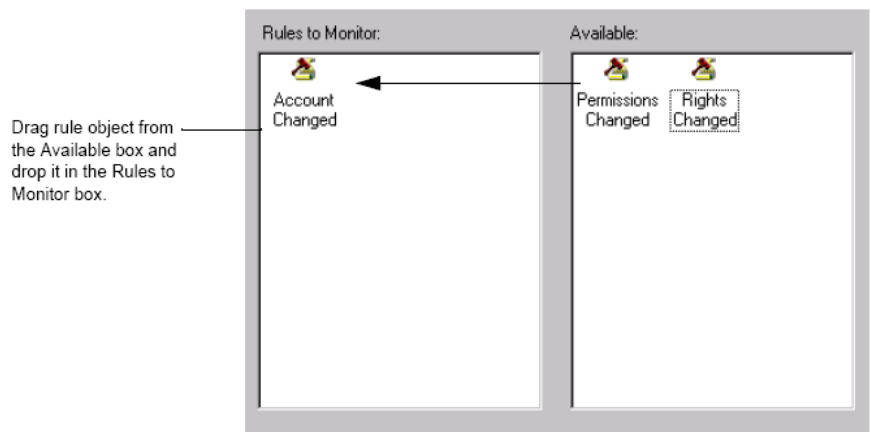 Rules to Monitor:
Available:
Account
Changed
Permissions
Changed
Rights
Changed
Drag rule object from
the Available box and
drop it in the Rules to
Monitor box.